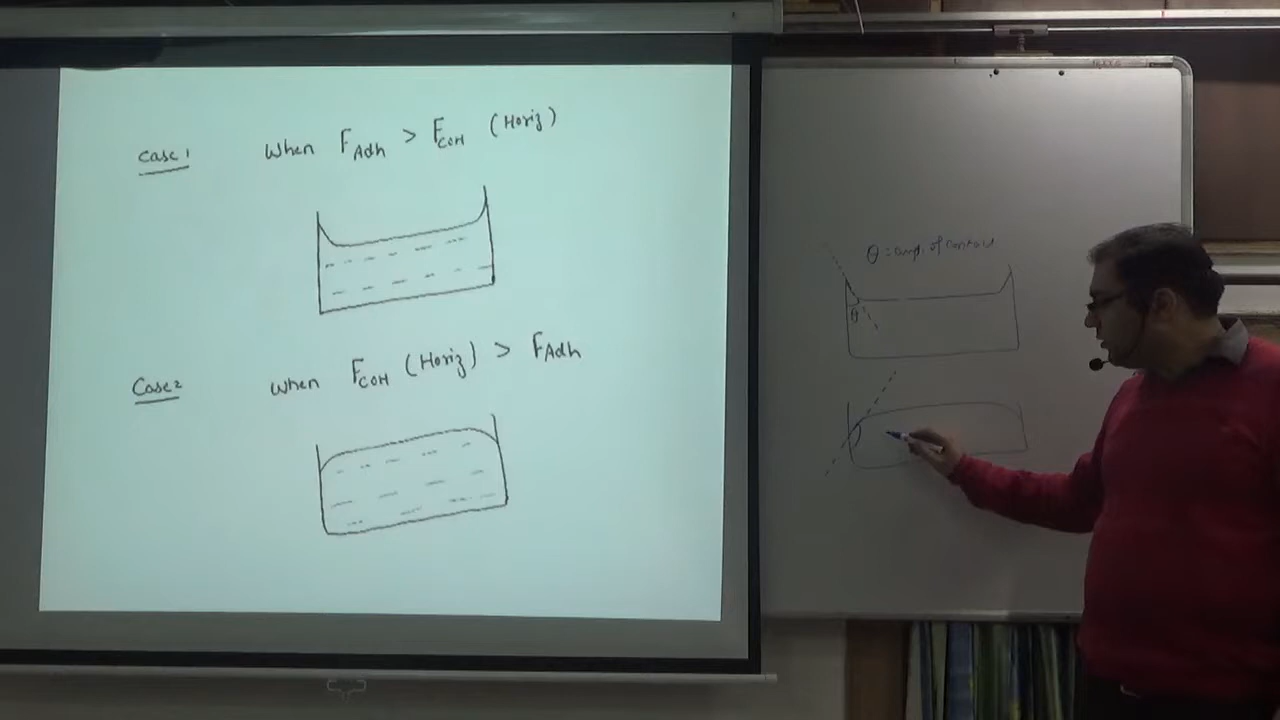 Case 1 When F_Adh > F_COH (Horiz)
Case 2 When F_COH (Horiz) > F_Adh
θ = angle of contact
θ